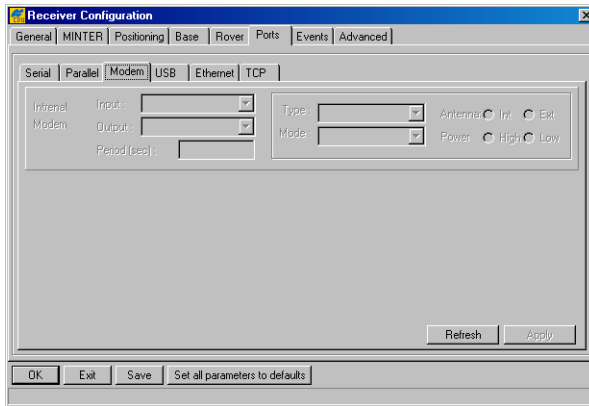 Receiver Configuration
General MINTER Positioning Base Rover Ports Events Advanced
Serial Parallel Modem USB Ethernet TCP
Intrenal Modem
Input :
Output :
Period (sec) :
Type :
Mode :
Antenna Int Ext
Power High Low
Refresh Apply
OK Exit Save Set all parameters to defaults